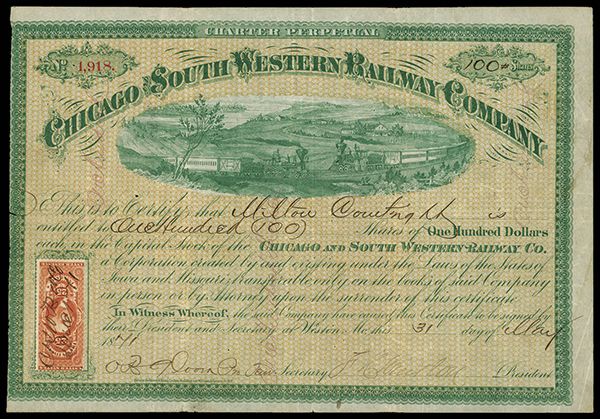 CHARTER PERPETUAL
No. 1,918.
100 Shares
CHICAGO AND SOUTH WESTERN RAILWAY COMPANY
This is to Certify, that Milton Courtright is
entitled to One Hundred (100) Shares of One Hundred Dollars
each, in the Capital Stock of the CHICAGO AND SOUTH WESTERN RAILWAY CO.
a Corporation created by and existing under the Laws of the States of
Iowa and Missouri, transferable only on the books of said Company
in person or by Attorney upon the surrender of this certificate
In Witness Whereof, the said Company have caused this Certificate to be signed by
their President and Secretary at Weston Mo. this 31 day of May
1871
25
25
Secretary
President